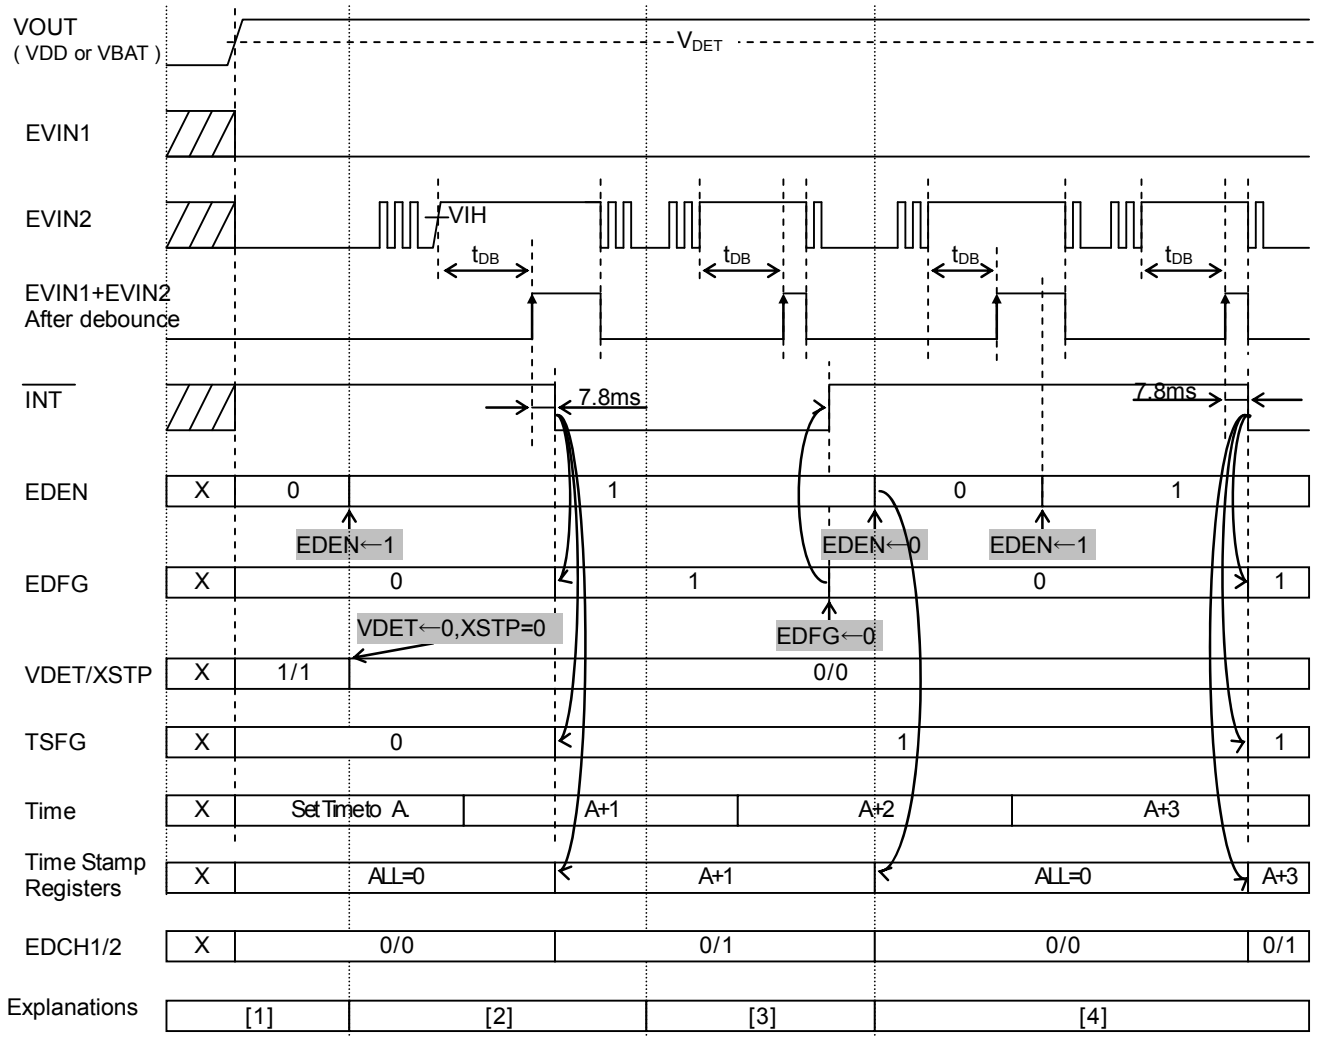 VOUT
( VDD or VBAT )
VDET
EVIN1
EVIN2
VIH
tDB
tDB
tDB
tDB
EVIN1+EVIN2
After debounce
INT
7.8ms
7.8ms
EDEN
X
0
1
0
1
EDEN←1
EDEN←0
EDEN←1
EDFG
X
0
1
0
1
VDET←0,XSTP=0
EDFG←0
VDET/XSTP
X
1/1
0/0
TSFG
X
0
1
1
Time
X
Set Time to A.
A+1
A+2
A+3
Time Stamp
Registers
X
ALL=0
A+1
ALL=0
A+3
EDCH1/2
X
0/0
0/1
0/0
0/1
Explanations
[1]
[2]
[3]
[4]